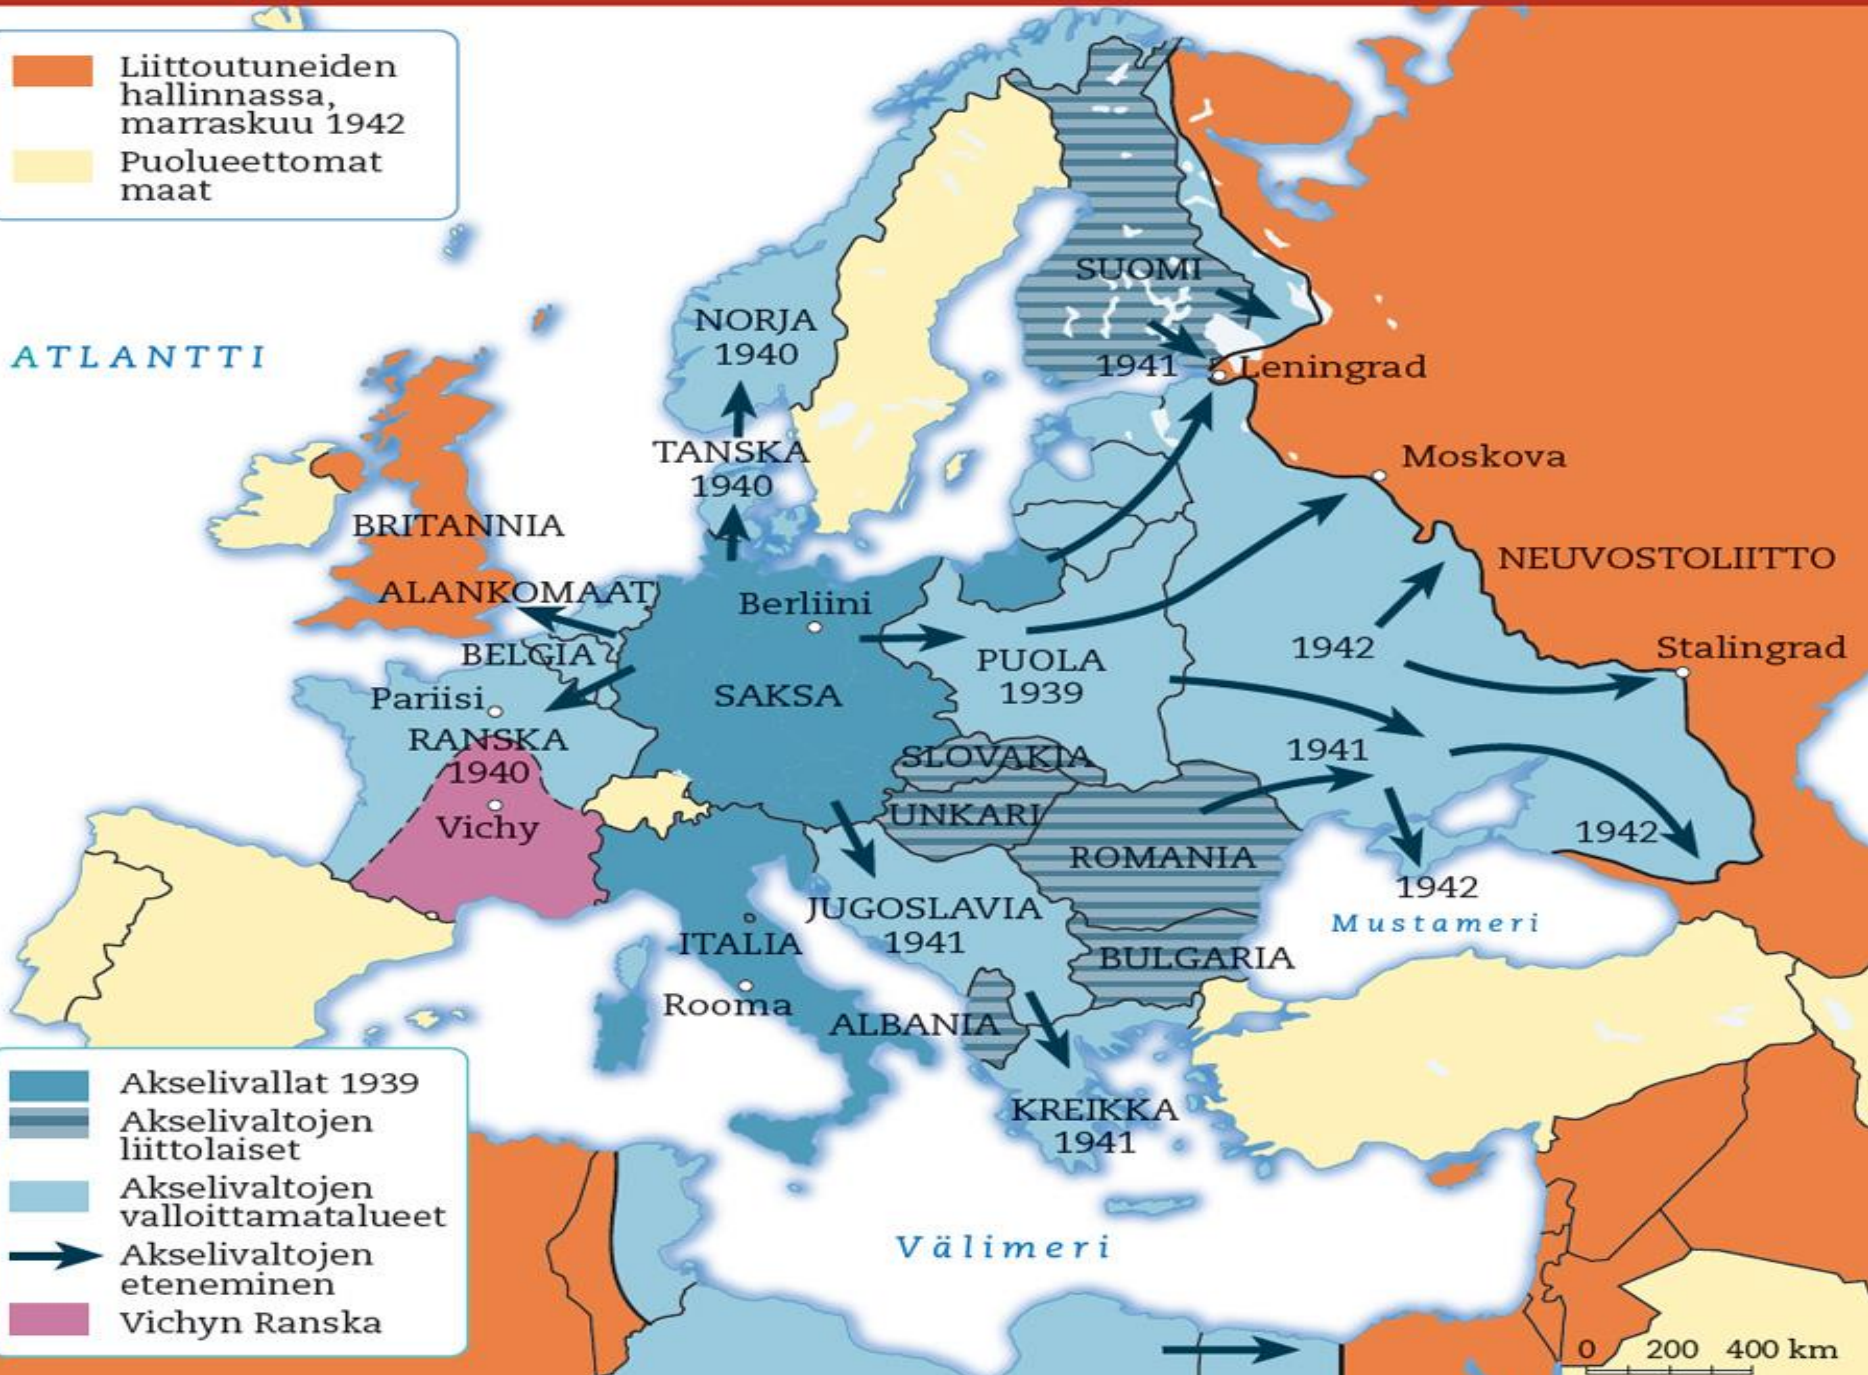 Liittoutuneiden
hallinnassa,
marraskuu 1942
Puolueettomat
maat
ATLANTTI
SUOMI
NORJA
1940
1941
Leningrad
TANSKA
1940
Moskova
BRITANNIA
NEUVOSTOLIITTO
ALANKOMAAT
Berliini
BELGIA
PUOLA
1939
1942
Stalingrad
Pariisi
SAKSA
RANSKA
1940
SLOVAKIA
1941
Vichy
UNKARI
ROMANIA
1942
1942
JUGOSLAVIA
1941
Mustameri
ITALIA
BULGARIA
Rooma
ALBANIA
KREIKKA
1941
Välimeri
Akselivallat 1939
Akselivaltojen
liittolaiset
Akselivaltojen
valloittamatalueet
Akselivaltojen
eteneminen
Vichyn Ranska
0 200 400 km